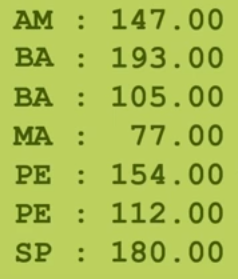 AM : 147.00
BA : 193.00
BA : 105.00
MA :  77.00
PE : 154.00
PE : 112.00
SP : 180.00